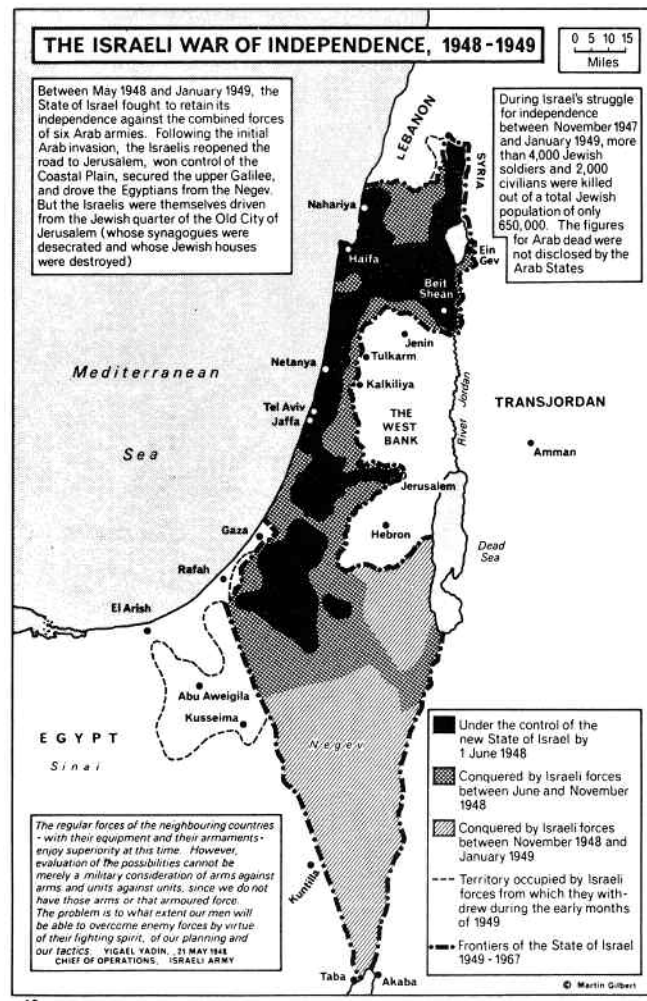 THE ISRAELI WAR OF INDEPENDENCE, 1948-1949
0 5 10 15
Miles
Between May 1948 and January 1949, the
State of Israel fought to retain its
independence against the combined forces
of six Arab armies. Following the initial
Arab invasion, the Israelis reopened the
road to Jerusalem, won control of the
Coastal Plain, secured the upper Galilee,
and drove the Egyptians from the Negev.
But the Israelis were themselves driven
from the Jewish quarter of the Old City of
Jerusalem (whose synagogues were
desecrated and whose Jewish houses
were destroyed)
During Israel's struggle
for independence
between November 1947
and January 1949, more
than 4,000 Jewish
soldiers and 2,000
civilians were killed
out of a total Jewish
population of only
650,000. The figures
for Arab dead were
not disclosed by the
Arab States
LEBANON
SYRIA
Nahariya
Haifa
Ein
Gev
Beit
Shean
Jenin
Tulkarm
Netanya
Kalkiliya
Mediterranean
Sea
Tel Aviv
Jaffa
THE
WEST
BANK
River Jordan
TRANSJORDAN
Amman
Jerusalem
Gaza
Hebron
Dead
Sea
Rafah
El Arish
Abu Aweigila
Kusseima
EGYPT
Sinai
Negev
Kuntilla
Taba
Akaba
Under the control of the
new State of Israel by
1 June 1948
Conquered by Israeli forces
between June and November
1948
Conquered by Israeli forces
between November 1948 and
January 1949
Territory occupied by Israeli
forces from which they with-
drew during the early months
of 1949
Frontiers of the State of Israel
1949-1967
The regular forces of the neighbouring countries
- with their equipment and their armaments -
enjoy superiority at this time. However,
evaluation of the possibilities cannot be
merely a military consideration of arms against
arms and units against units, since we do not
have those arms or that armoured force.
The problem is to what extent our men will
be able to overcome enemy forces by virtue
of their fighting spirit, of our planning and
our tactics. YIGAEL YADIN, 21 MAY 1948
CHIEF OF OPERATIONS, ISRAELI ARMY
© Martin Gilbert